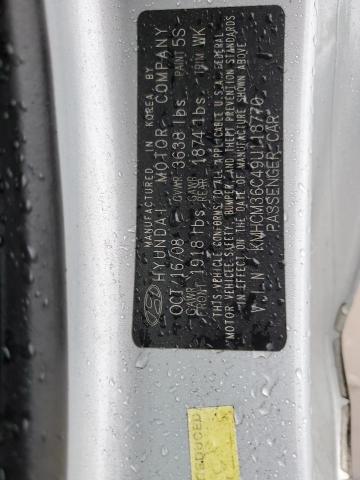 MANUFACTURED IN KOREA BY
HYUNDAI MOTOR COMPANY
OCT/15/08 GVWR 3638 lbs. PAINT 5S
GAWR FRONT 1918 lbs. GAWR REAR 1874 lbs. TRIM WK
THIS VEHICLE CONFORMS TO ALL APPLICABLE U.S.A. FEDERAL
MOTOR VEHICLE SAFETY, BUMPER, AND THEFT PREVENTION STANDARDS
IN EFFECT ON THE DATE OF MANUFACTURE SHOWN ABOVE
V.I.N
PASSENGER CAR